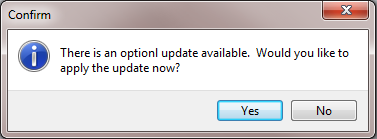 Confirm
There is an optionl update available.  Would you like to
apply the update now?
Yes
No